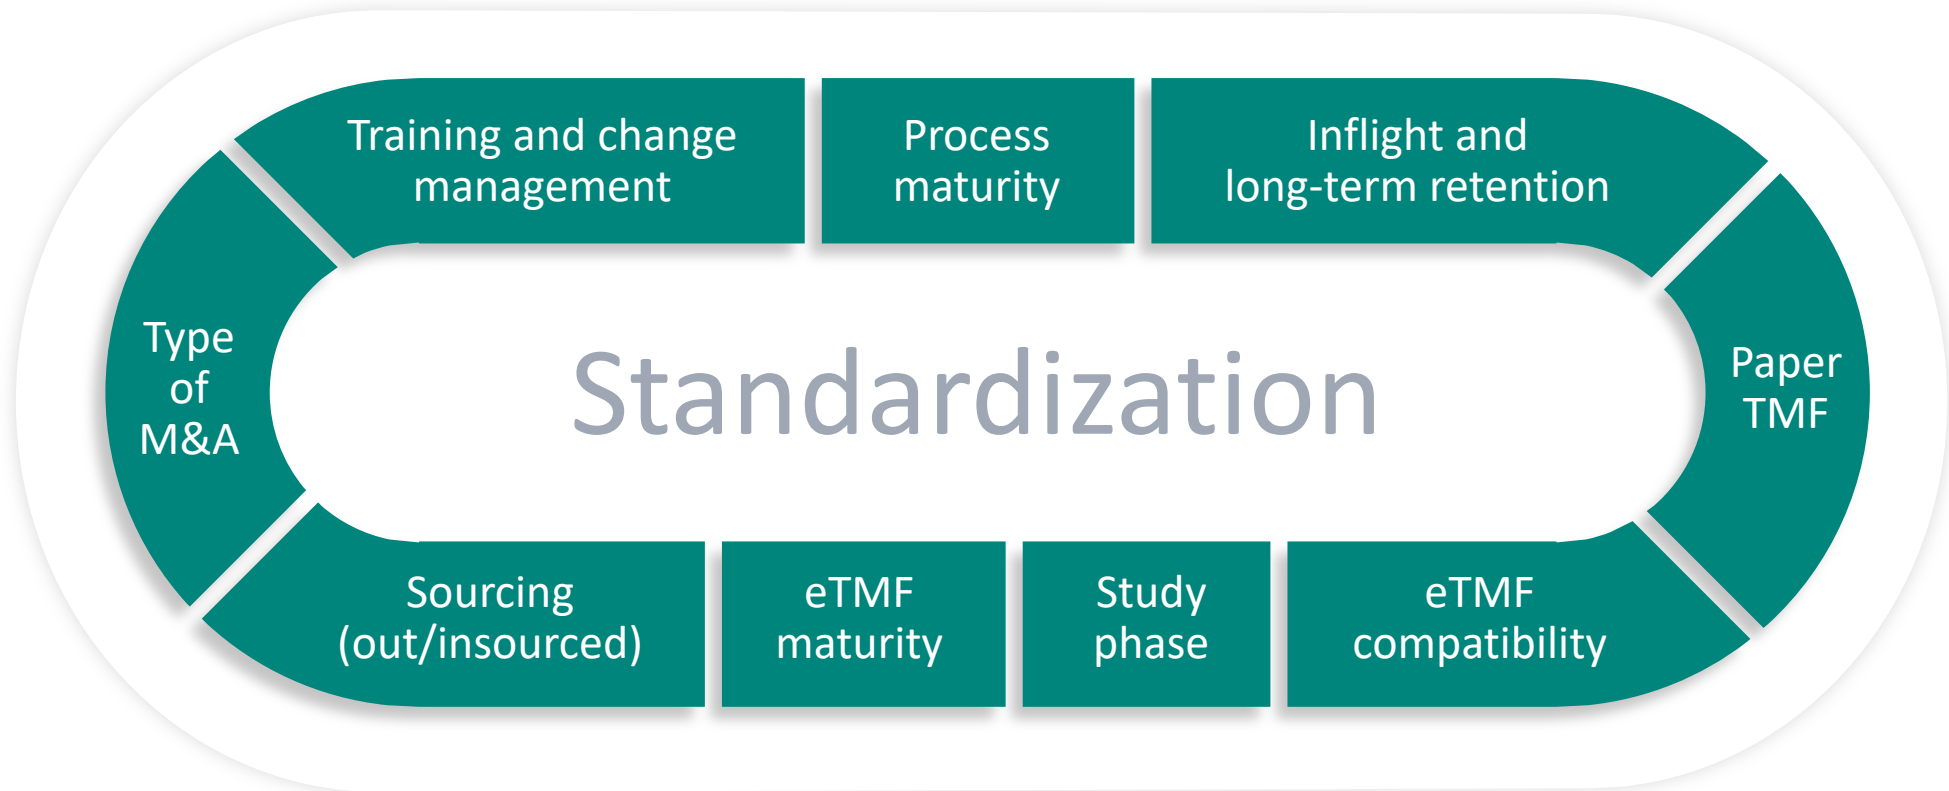 Training and change
management
Process
maturity
Inflight and
long-term retention
Type
of
M&A
Standardization
Paper
TMF
Sourcing
(out/insourced)
eTMF
maturity
Study
phase
eTMF
compatibility